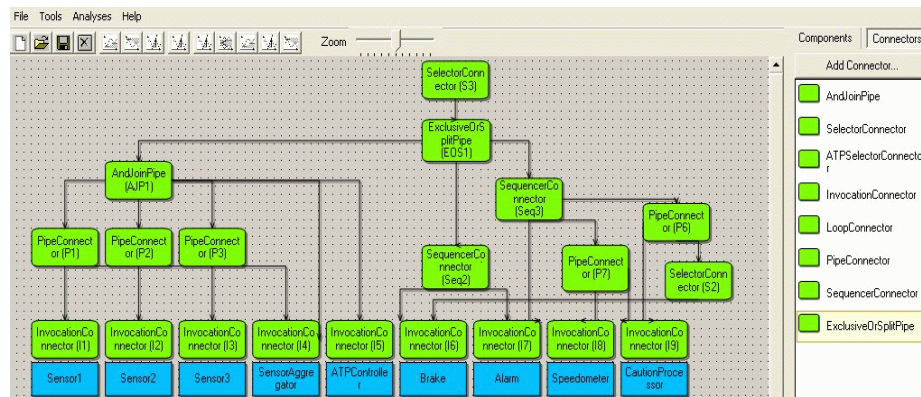 File Tools Analyses Help
Zoom
Components Connectors
Add Connector...
AndJoinPipe
SelectorConnector
ATPSelectorConnecto
r
InvocationConnector
LoopConnector
PipeConnector
SequencerConnector
ExclusiveOrSplitPipe
SelectorConn
ector (S3)
ExclusiveOrS
plitPipe
(EOS1)
AndJoinPipe
(AJP1)
SequencerC
onnector
(Seq3)
PipeConnect
or (P6)
PipeConnect
or (P1)
PipeConnect
or (P2)
PipeConnect
or (P3)
SequencerCo
nnector
(Seq2)
PipeConnect
or (P7)
SelectorConn
ector (S2)
InvocationCo
nnector (I1)
InvocationCo
nnector (I2)
InvocationCo
nnector (I3)
InvocationCo
nnector (I4)
InvocationCo
nnector (I5)
InvocationCo
nnector (I6)
InvocationCo
nnector (I7)
InvocationCo
nnector (I8)
InvocationCo
nnector (I9)
Sensor1
Sensor2
Sensor3
SensorAggre
gator
ATPControlle
r
Brake
Alarm
Speedometer
CautionProce
ssor